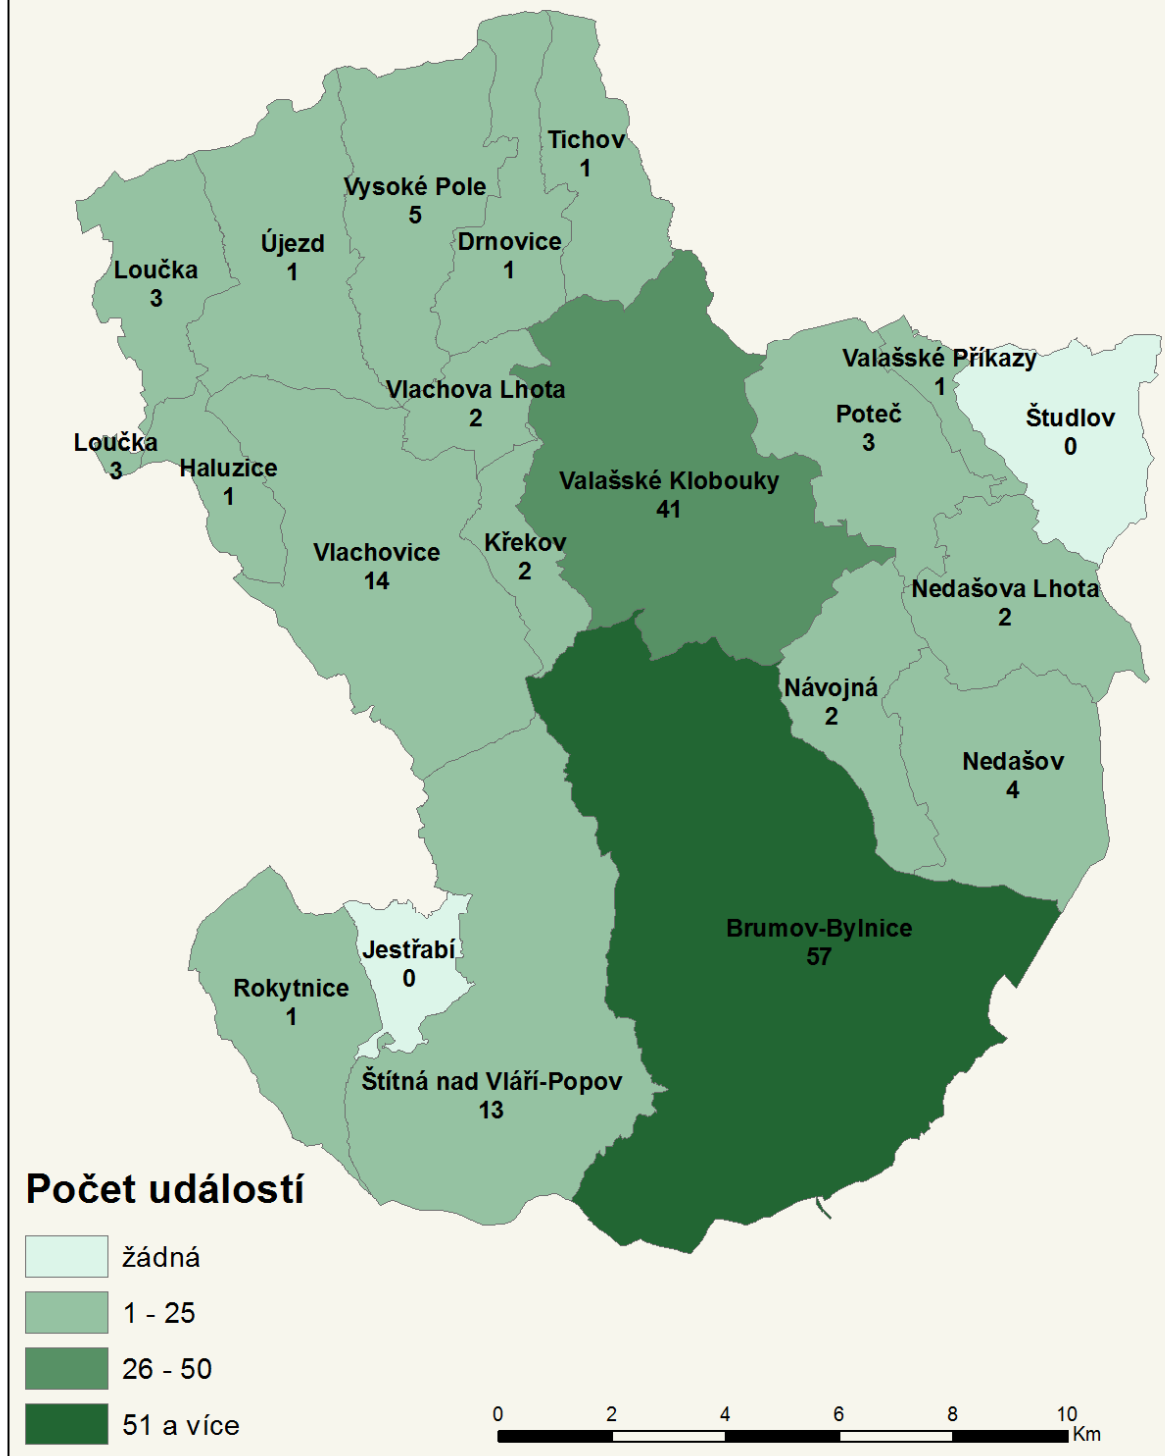 Tichov
1
Vysoké Pole
5
Drnovice
1
Újezd
1
Loučka
3
Valašské Příkazy
1
Vlachova Lhota
2
Poteč
3
Študlov
0
Loučka
3
Haluzice
1
Valašské Klobouky
41
Vlachovice
14
Křekov
2
Nedašova Lhota
2
Návojná
2
Nedašov
4
Brumov-Bylnice
57
Jestřabí
0
Rokytnice
1
Štítná nad Vláří-Popov
13
Počet událostí
žádná
1 - 25
26 - 50
51 a více
0 2 4 6 8 10
Km